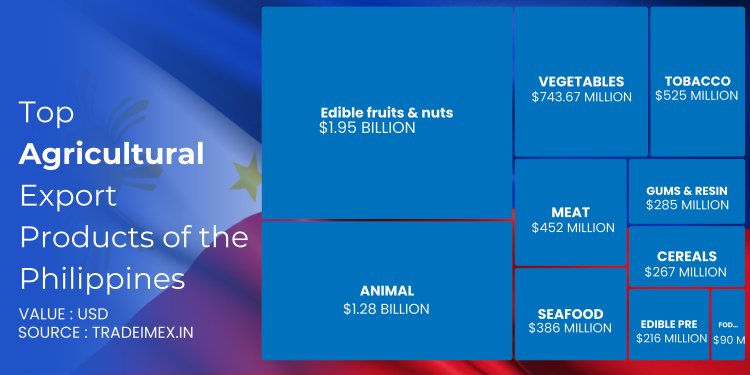 Top
Agricultural
Export
Products of the
Philippines
VALUE : USD
SOURCE : TRADEIMEX.IN
Edible fruits & nuts
$1.95 BILLION
ANIMAL
$1.28 BILLION
VEGETABLES
$743.67 MILLION
TOBACCO
$525 MILLION
MEAT
$452 MILLION
SEAFOOD
$386 MILLION
GUMS & RESIN
$285 MILLION
CEREALS
$267 MILLION
EDIBLE PRE
$216 MILLION
FOD...
$90 M